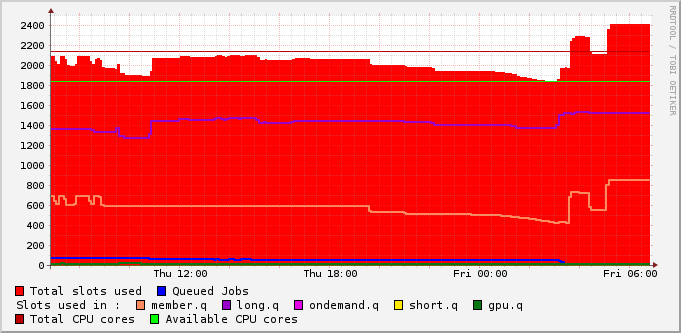 RRDTOOL / TOBI OETIKER
2400
2200
2000
1800
1600
1400
1200
1000
800
600
400
200
0
Thu 12:00 Thu 18:00 Fri 00:00 Fri 06:00
Total slots used Queued Jobs
Slots used in : member.q long.q ondemand.q short.q gpu.q
Total CPU cores Available CPU cores